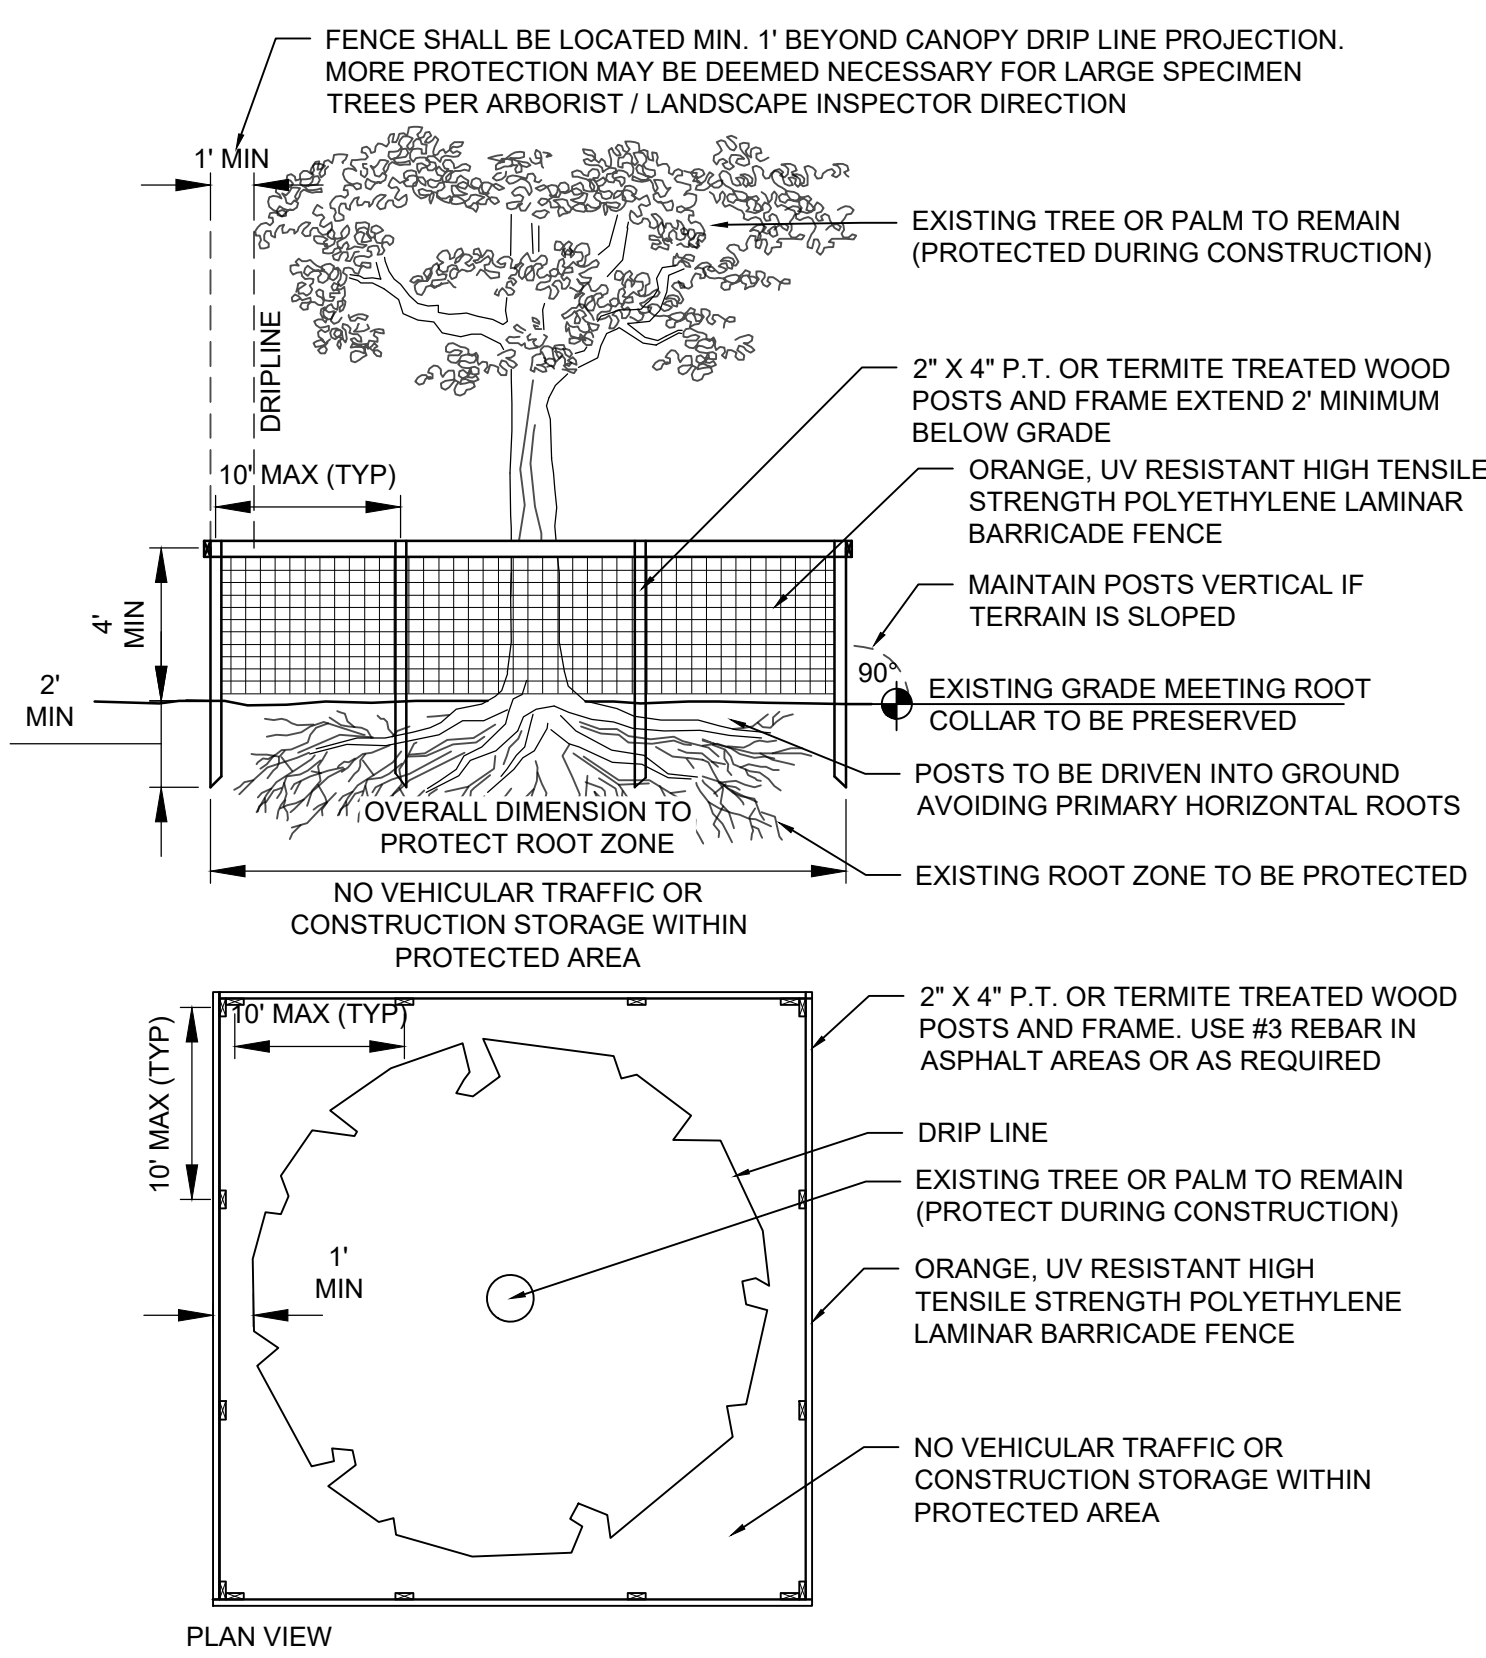 FENCE SHALL BE LOCATED MIN. 1' BEYOND CANOPY DRIP LINE PROJECTION.
MORE PROTECTION MAY BE DEEMED NECESSARY FOR LARGE SPECIMEN
TREES PER ARBORIST / LANDSCAPE INSPECTOR DIRECTION
1' MIN
EXISTING TREE OR PALM TO REMAIN
(PROTECTED DURING CONSTRUCTION)
DRIPLINE
2" X 4" P.T. OR TERMITE TREATED WOOD
POSTS AND FRAME EXTEND 2' MINIMUM
BELOW GRADE
10' MAX (TYP)
ORANGE, UV RESISTANT HIGH TENSILE
STRENGTH POLYETHYLENE LAMINAR
BARRICADE FENCE
4'
MIN
MAINTAIN POSTS VERTICAL IF
TERRAIN IS SLOPED
90°
2'
MIN
EXISTING GRADE MEETING ROOT
COLLAR TO BE PRESERVED
POSTS TO BE DRIVEN INTO GROUND
AVOIDING PRIMARY HORIZONTAL ROOTS
OVERALL DIMENSION TO
PROTECT ROOT ZONE
EXISTING ROOT ZONE TO BE PROTECTED
NO VEHICULAR TRAFFIC OR
CONSTRUCTION STORAGE WITHIN
PROTECTED AREA
10' MAX (TYP)
10' MAX (TYP)
2" X 4" P.T. OR TERMITE TREATED WOOD
POSTS AND FRAME. USE #3 REBAR IN
ASPHALT AREAS OR AS REQUIRED
DRIP LINE
EXISTING TREE OR PALM TO REMAIN
(PROTECT DURING CONSTRUCTION)
1'
MIN
ORANGE, UV RESISTANT HIGH
TENSILE STRENGTH POLYETHYLENE
LAMINAR BARRICADE FENCE
NO VEHICULAR TRAFFIC OR
CONSTRUCTION STORAGE WITHIN
PROTECTED AREA
PLAN VIEW